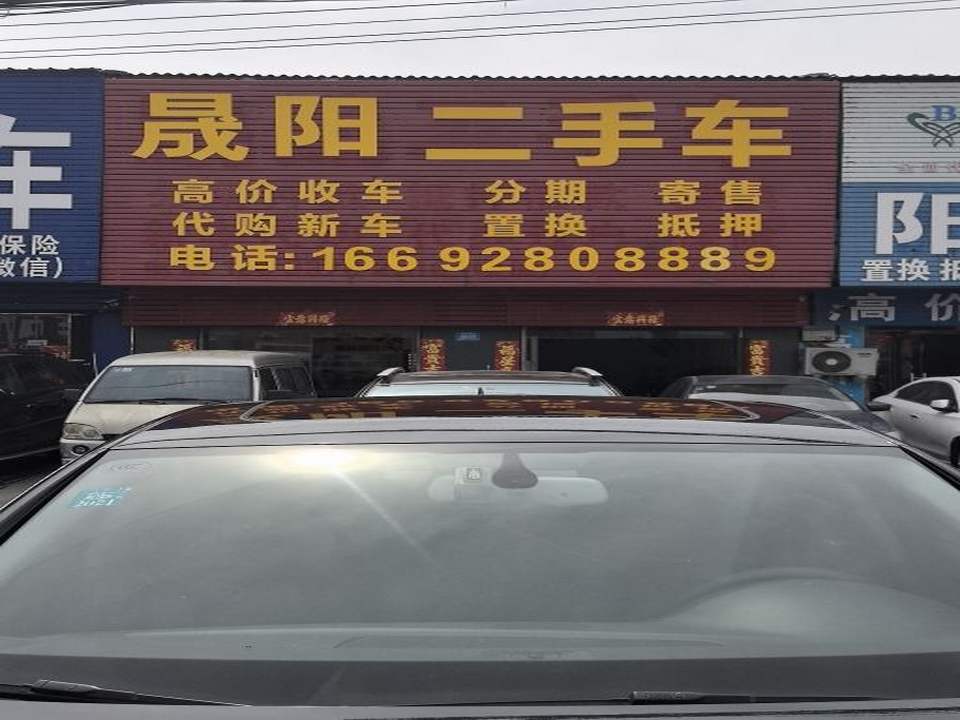 晟阳 二手车
高价收车 分期 寄售
代购新车 置换 抵押
电话:16692808889
车
保险
微信)
B
阳
置换 抵
高价